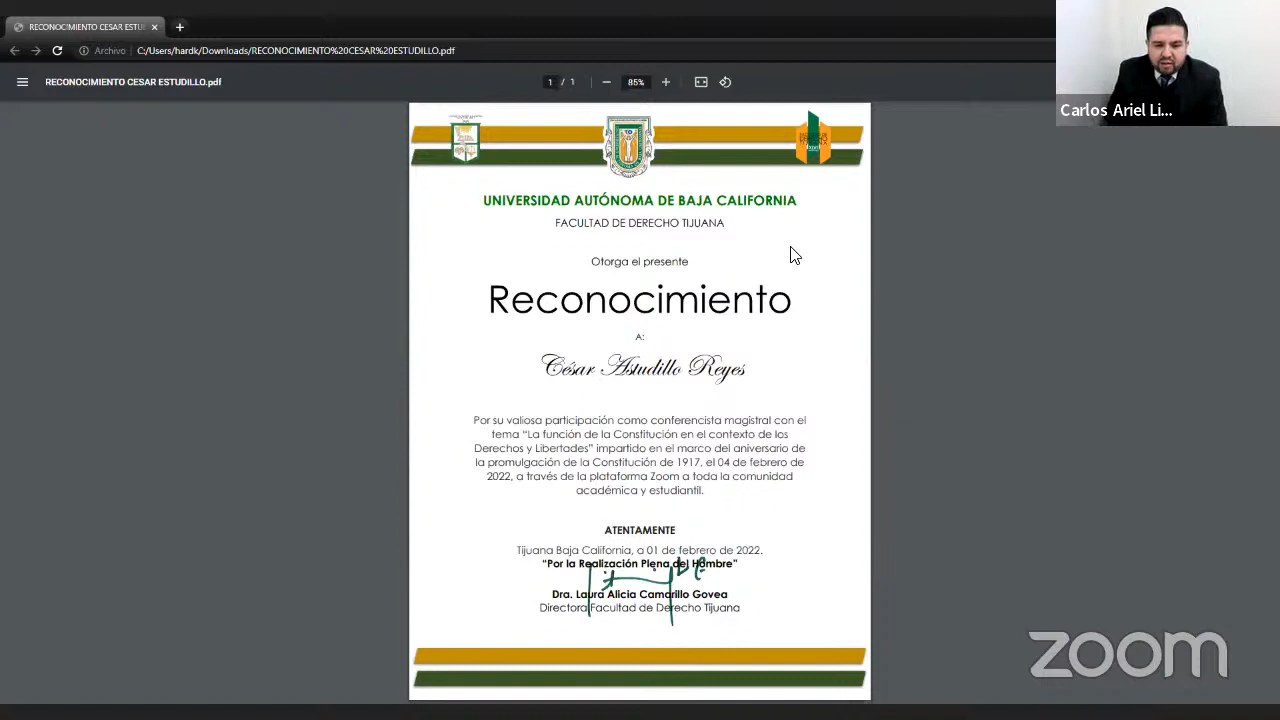 RECONOCIMIENTO CESAR ESTU
Archivo C:/Users/hardk/Downloads/RECONOCIMIENTO%20CESAR%20ESTUDILLO.pdf
RECONOCIMIENTO CESAR ESTUDILLO.pdf
1 / 1
85%
Carlos Ariel Li...
UNIVERSIDAD AUTÓNOMA DE BAJA CALIFORNIA
FACULTAD DE DERECHO TIJUANA
Otorga el presente
Reconocimiento
A:
César Astudillo Reyes
Por su valiosa participación como conferencista magistral con el
tema “La función de la Constitución en el contexto de los
Derechos y Libertades” impartido en el marco del aniversario de
la promulgación de la Constitución de 1917, el 04 de febrero de
2022, a través de la plataforma Zoom a toda la comunidad
académica y estudiantil.
ATENTAMENTE
Tijuana Baja California, a 01 de febrero de 2022.
“Por la Realización Plena del Hombre”
Dra. Laura Alicia Camarillo Govea
Directora Facultad de Derecho Tijuana
zoom